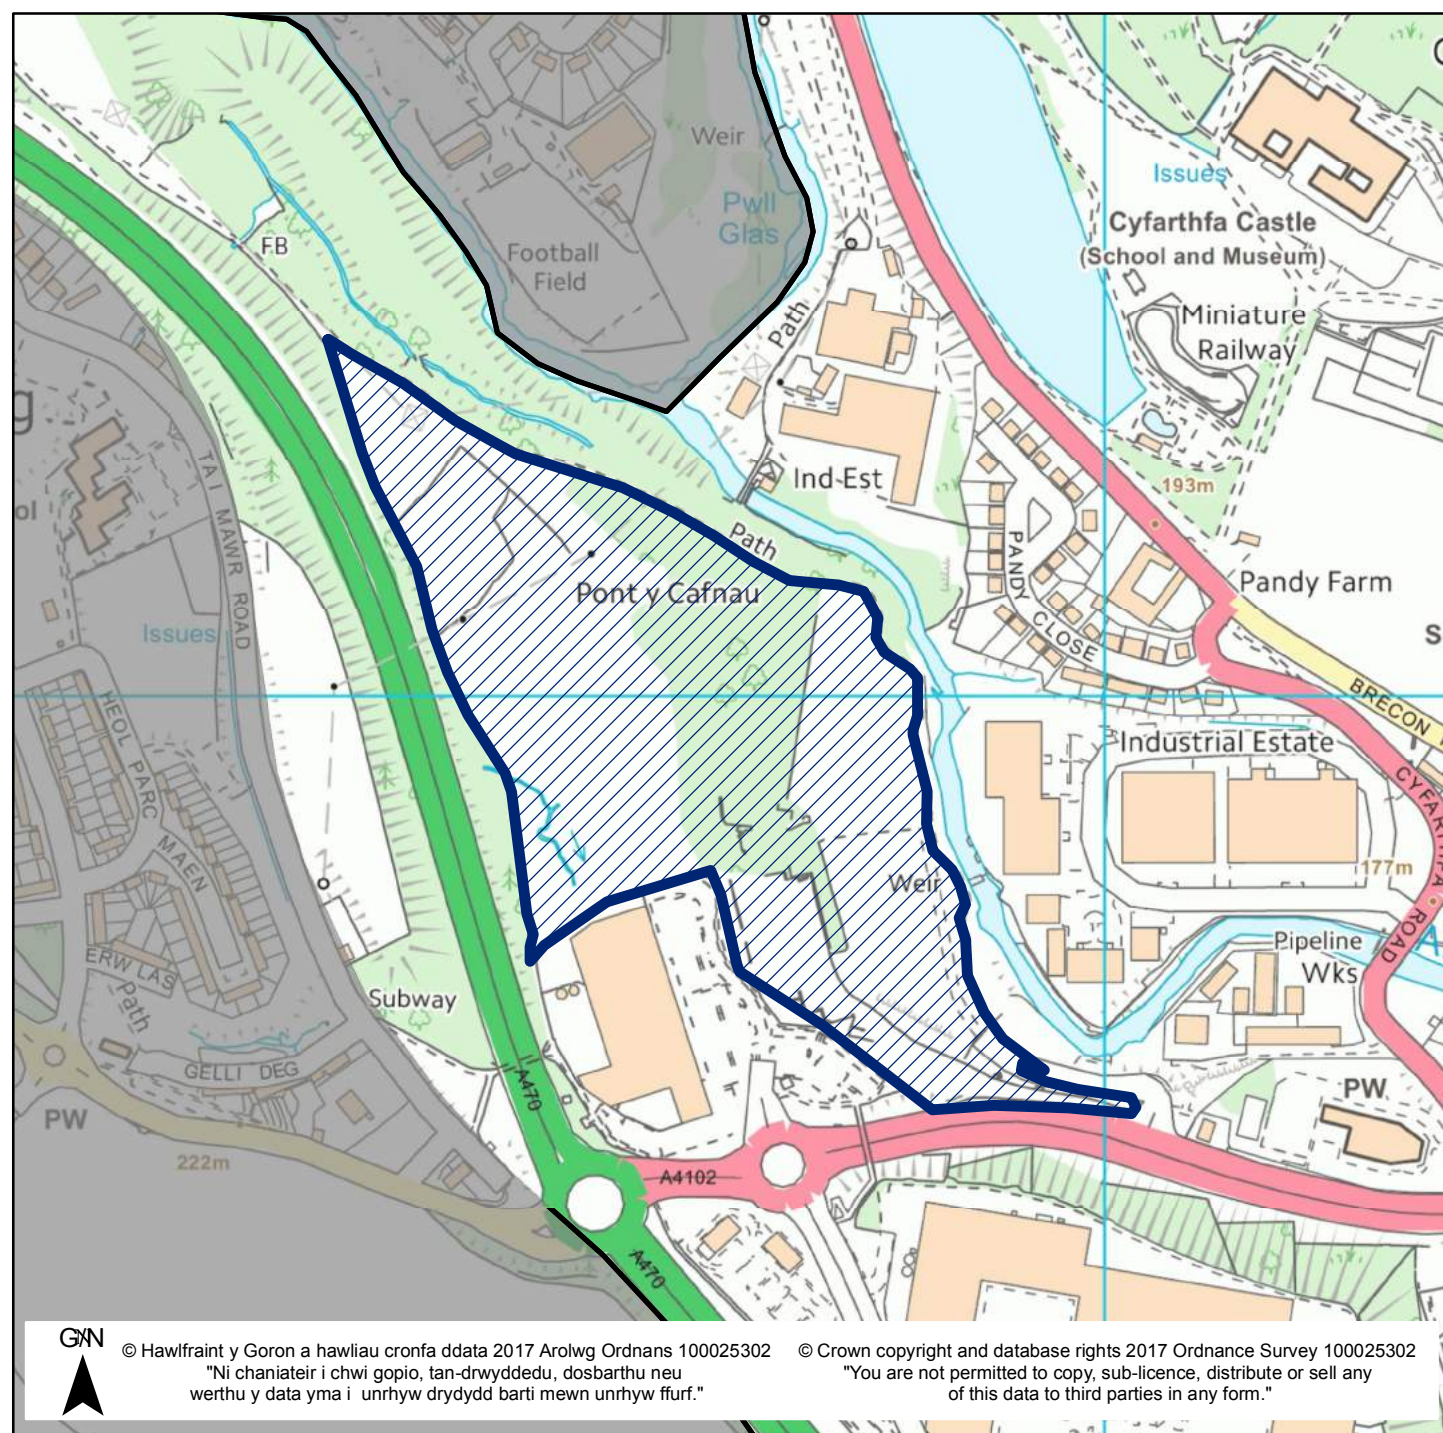 Weir
Pwll
Glas
Issues
Cyfarthfa Castle
(School and Museum)
FB
Football
Field
Path
Miniature
Railway
g
TAI MAWR ROAD
Ind Est
193m
ol
Path
PANDY CLOSE
Pont y Cafnau
Pandy Farm
Issues
S
HEOL PARC MAEN
BRECON
Industrial Estate
CYFARTHFA ROAD
177m
Weir
Pipeline
Wks
A
ERW LAS
Path
Subway
GELLI DEG
A470
PW
PW
222m
A4102
A470
© Hawlfraint y Goron a hawliau cronfa ddata 2017 Arolwg Ordnans 100025302
"Ni chaniateir i chwi gopio, tan-drwyddedu, dosbarthu neu
werthu y data yma i unrhyw drydydd barti mewn unrhyw ffurf."
© Crown copyright and database rights 2017 Ordnance Survey 100025302
"You are not permitted to copy, sub-licence, distribute or sell any
of this data to third parties in any form."